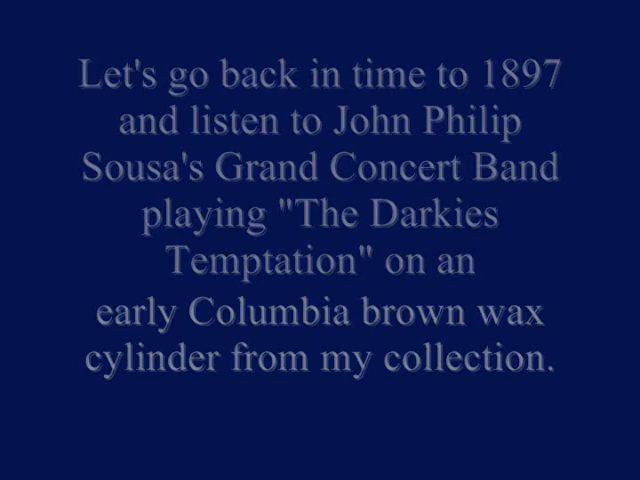 Let's go back in time to 1897
and listen to John Philip
Sousa's Grand Concert Band
playing "The Darkies
Temptation" on an
early Columbia brown wax
cylinder from my collection.